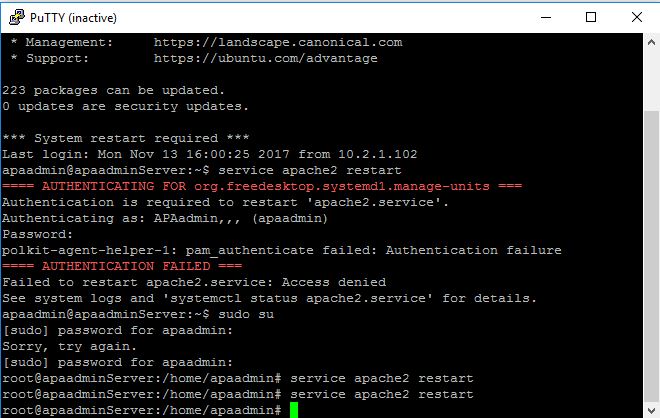 PuTTY (inactive)
* Management:     https://landscape.canonical.com
* Support:        https://ubuntu.com/advantage
223 packages can be updated.
0 updates are security updates.
*** System restart required ***
Last login: Mon Nov 13 16:00:25 2017 from 10.2.1.102
apaadmin@apaadminServer:~$ service apache2 restart
==== AUTHENTICATING FOR org.freedesktop.systemd1.manage-units ===
Authentication is required to restart 'apache2.service'.
Authenticating as: APAadmin,,, (apaadmin)
Password:
polkit-agent-helper-1: pam_authenticate failed: Authentication failure
==== AUTHENTICATION FAILED ===
Failed to restart apache2.service: Access denied
See system logs and 'systemctl status apache2.service' for details.
apaadmin@apaadminServer:~$ sudo su
[sudo] password for apaadmin:
Sorry, try again.
[sudo] password for apaadmin:
root@apaadminServer:/home/apaadmin# service apache2 restart
root@apaadminServer:/home/apaadmin# service apache2 restart
root@apaadminServer:/home/apaadmin#